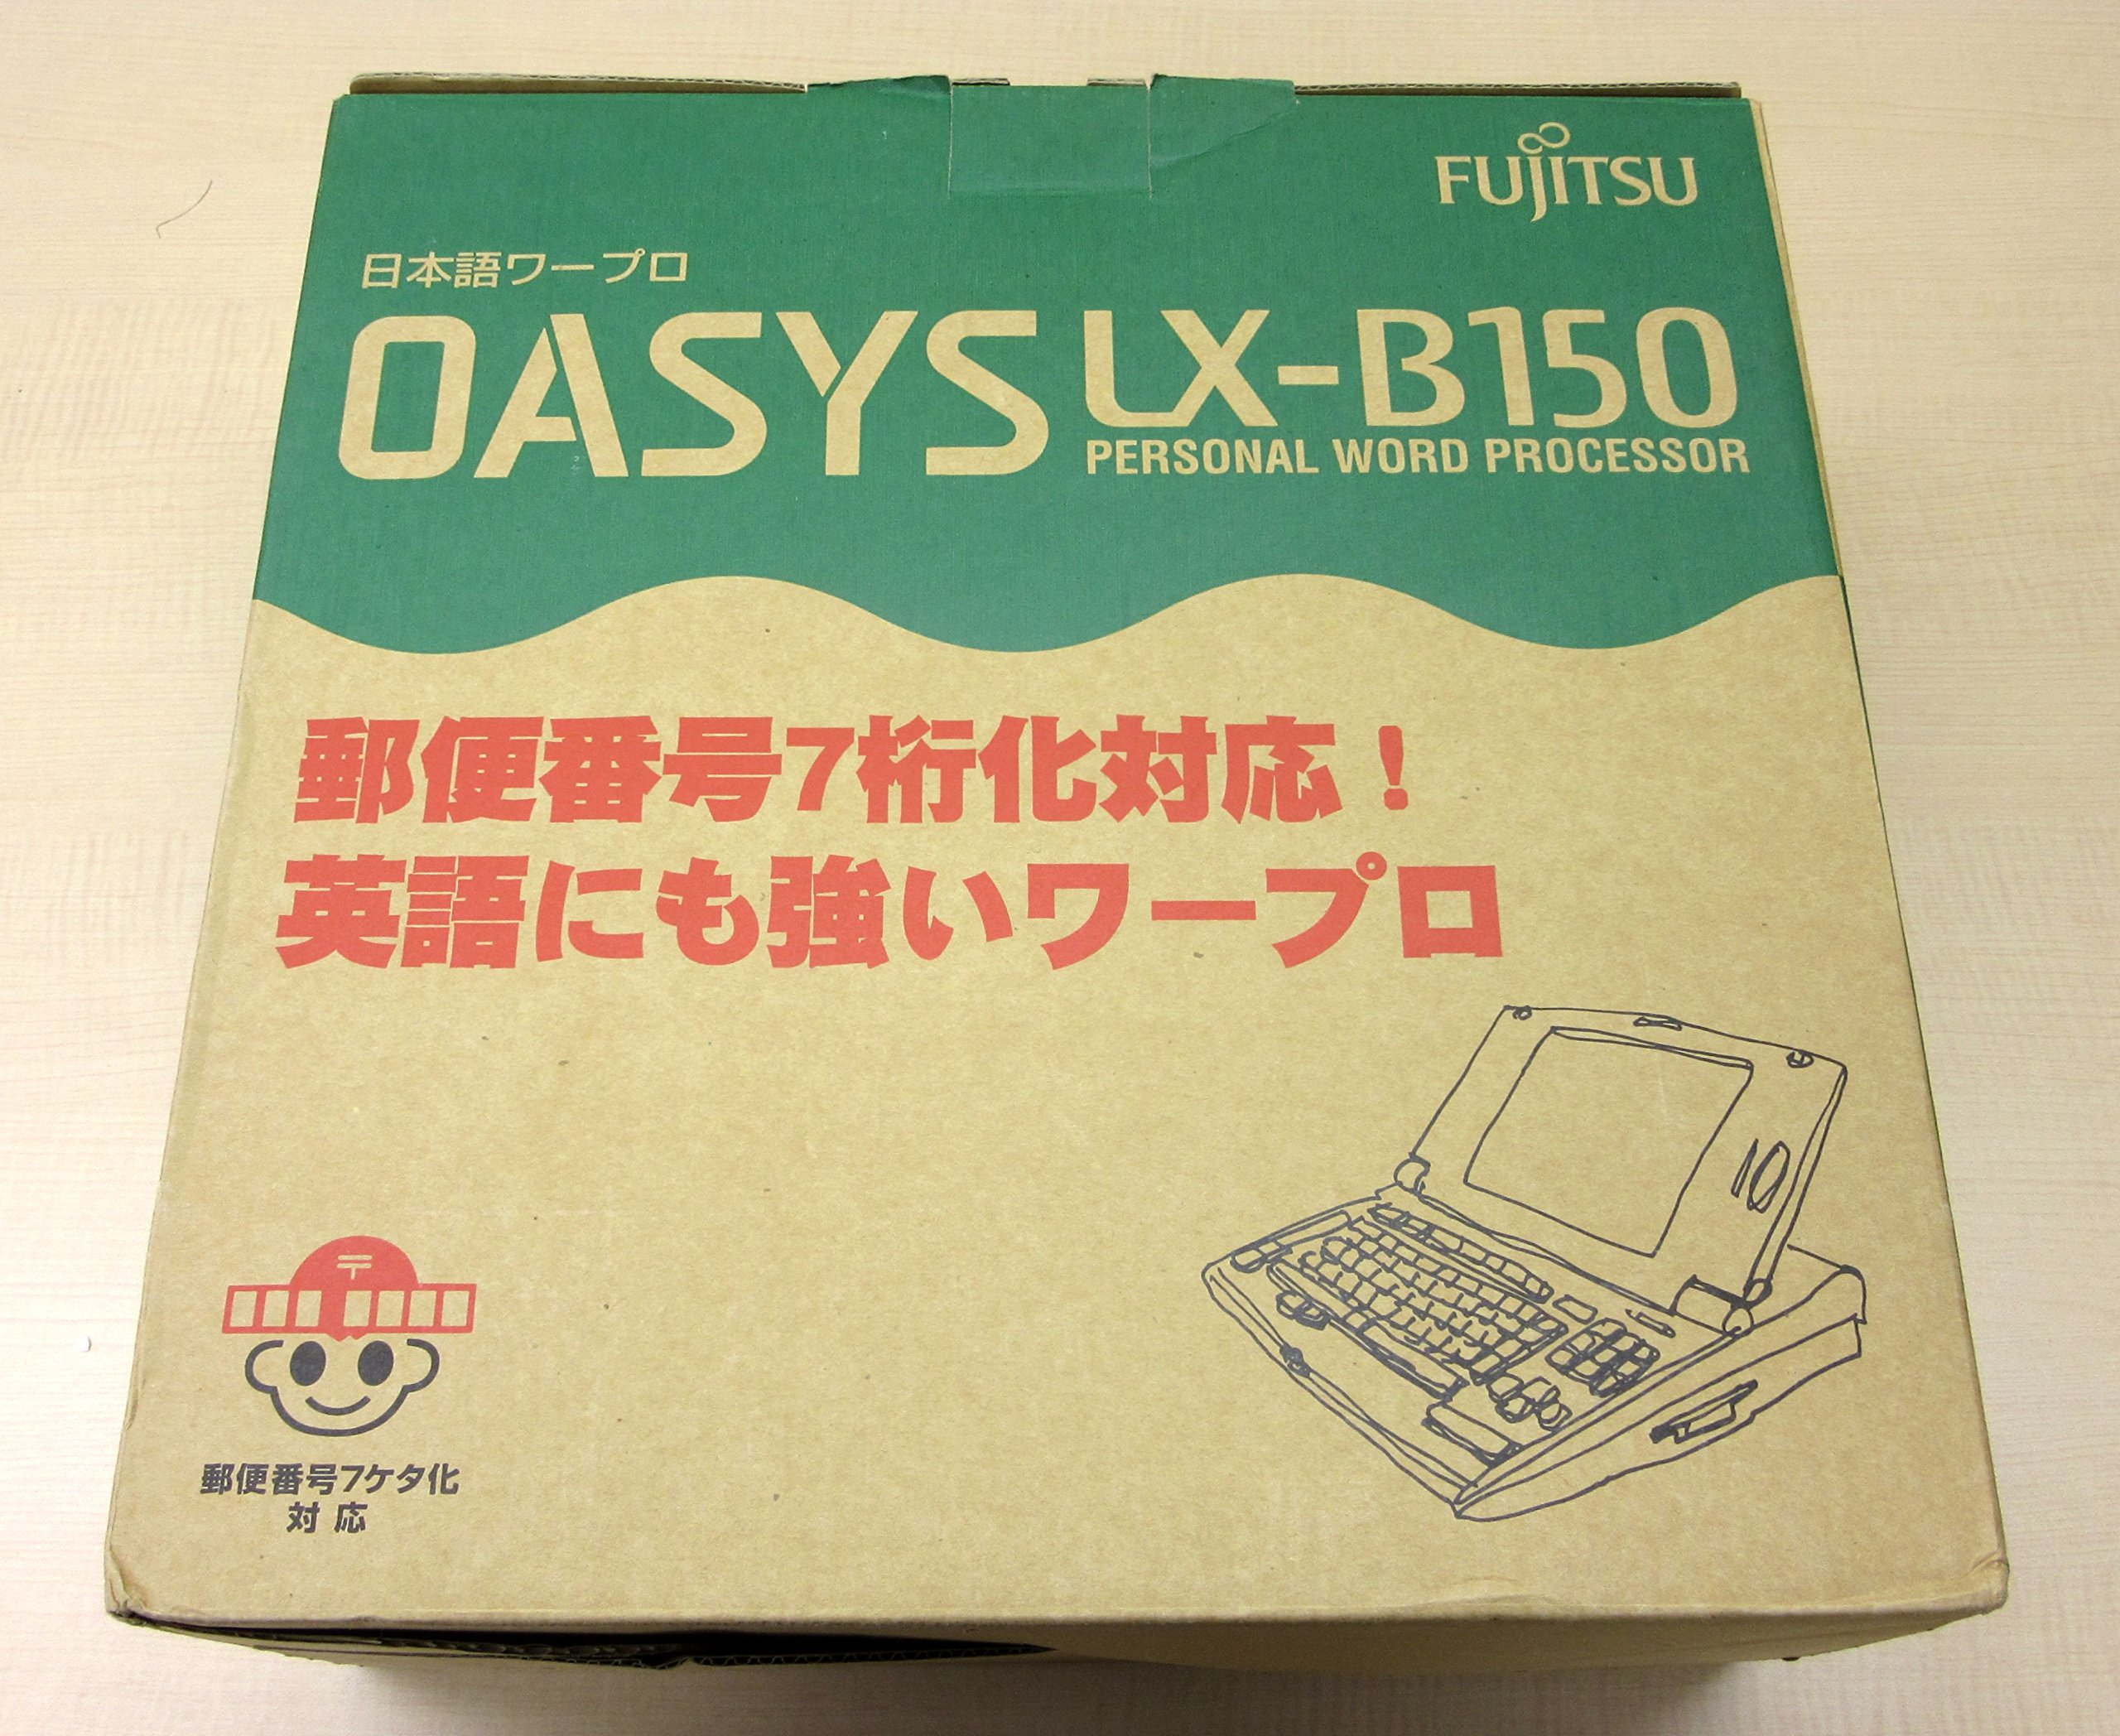 FUJITSU
日本語ワープロ
OASYS LX-B150
PERSONAL WORD PROCESSOR
郵便番号7桁化対応!
英語にも強いワープロ
10
〒
郵便番号7ケタ化
対応